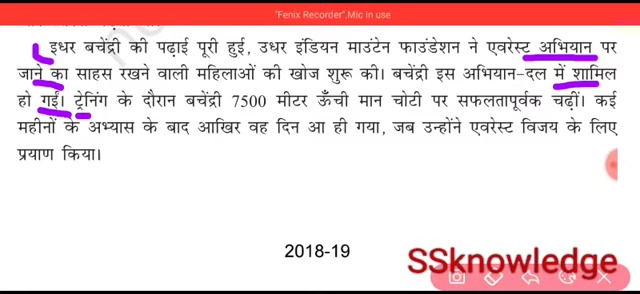 "Fenix Recorder",Mic in use
इधर बचेंद्री की पढ़ाई पूरी हुई, उधर इंडियन माउंटेन फाउंडेशन ने एवरेस्ट अभियान पर
जाने का साहस रखने वाली महिलाओं की खोज शुरू की। बचेंद्री इस अभियान-दल में शामिल
हो गईं। ट्रेनिंग के दौरान बचेंद्री 7500 मीटर ऊँची मान चोटी पर सफलतापूर्वक चढ़ीं। कई
महीनों के अभ्यास के बाद आखिर वह दिन आ ही गया, जब उन्होंने एवरेस्ट विजय के लिए
प्रयाण किया।
2018-19
SSknowledge